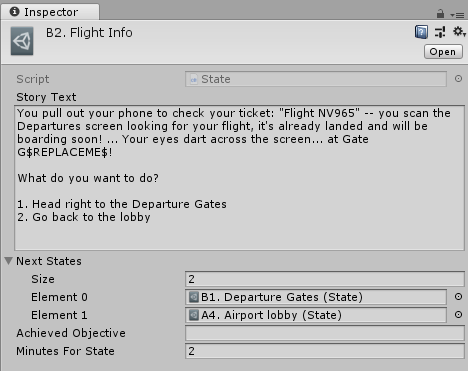 Inspector
B2. Flight Info
Open
Script State
Story Text
You pull out your phone to check your ticket: "Flight NV965" -- you scan the
Departures screen looking for your flight, it's already landed and will be
boarding soon! ... Your eyes dart across the screen... at Gate
G$REPLACEME$!
What do you want to do?
1. Head right to the Departure Gates
2. Go back to the lobby
Next States
Size 2
Element 0 B1. Departure Gates (State)
Element 1 A4. Airport lobby (State)
Achieved Objective
Minutes For State 2